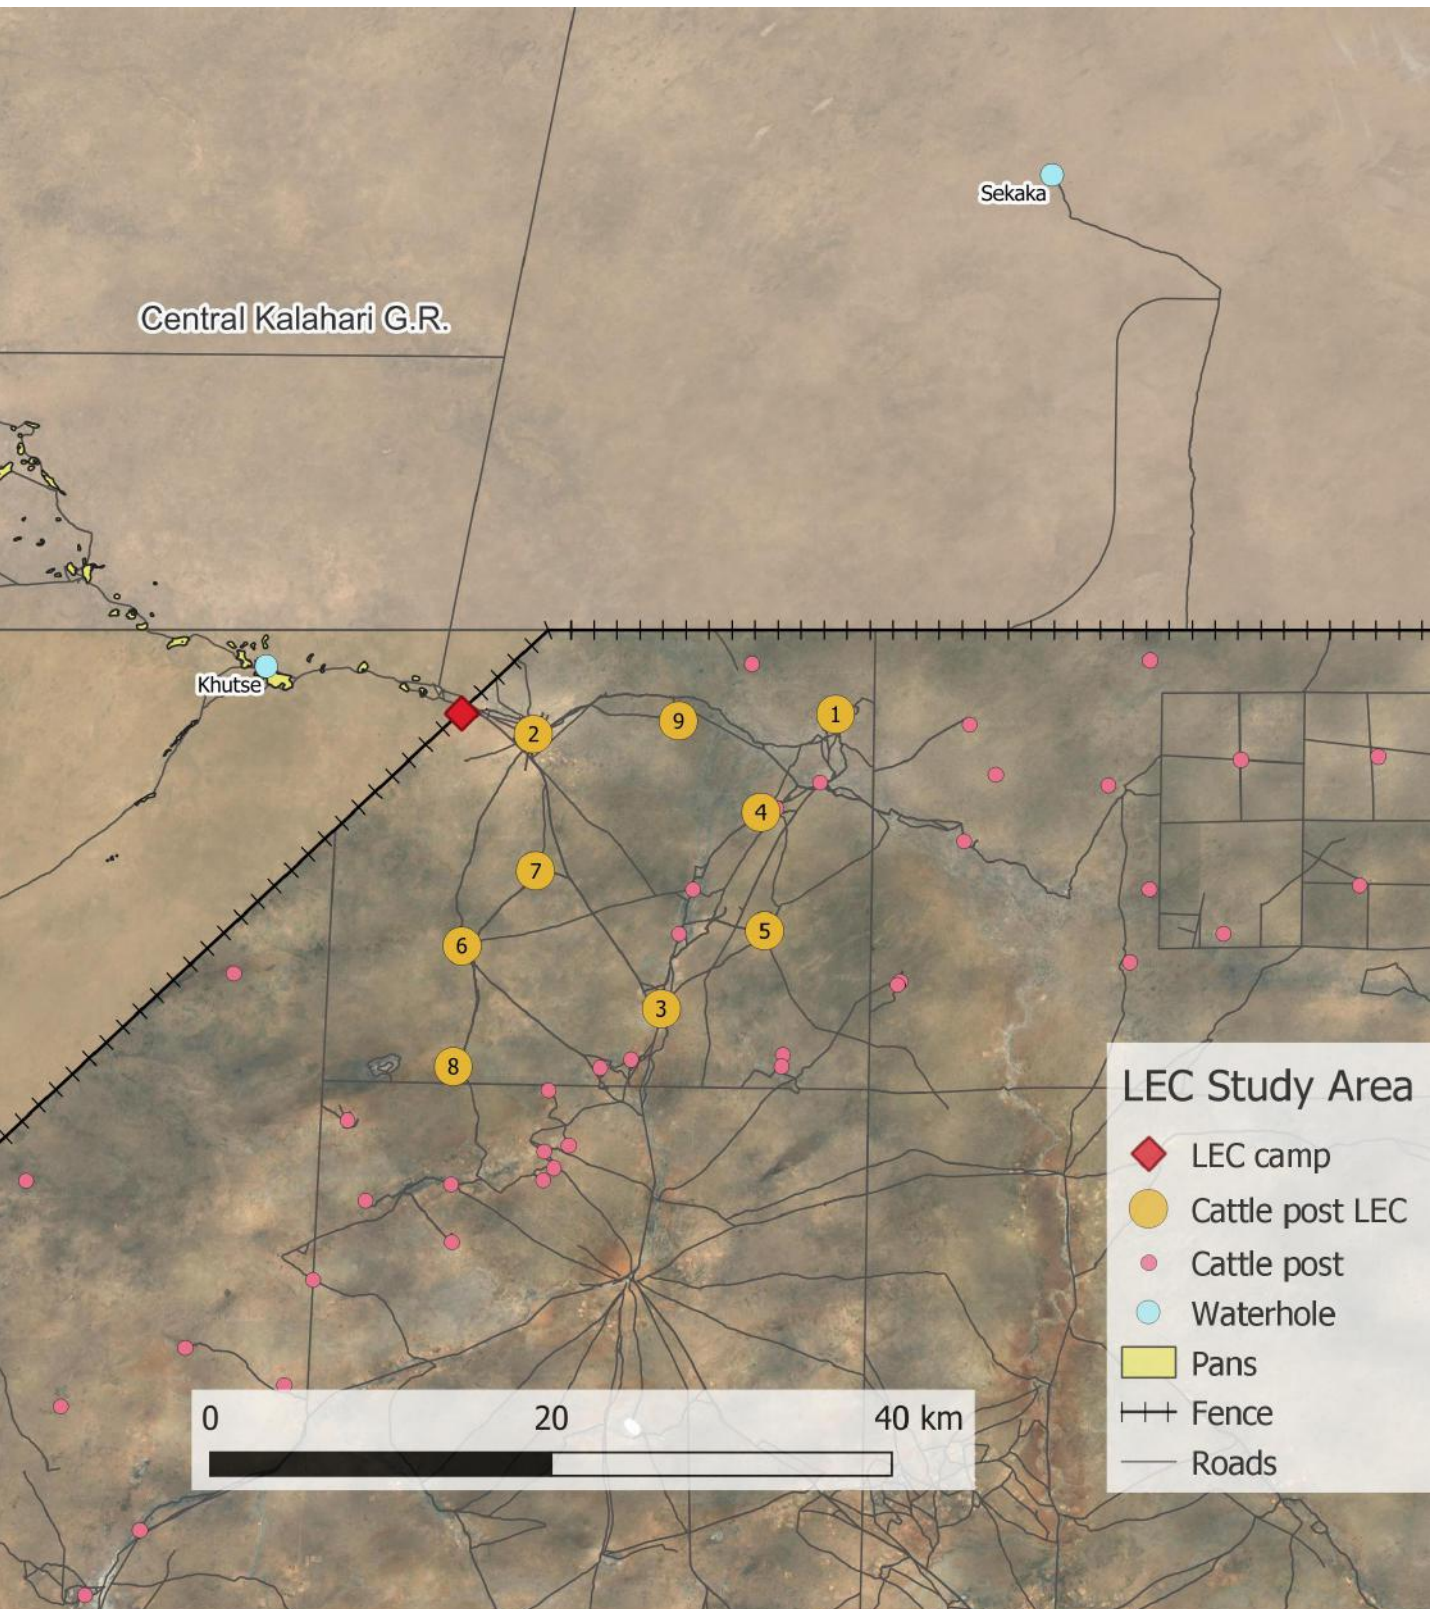 Sekaka
Central Kalahari G.R.
Khutse
1
9
2
4
7
5
6
3
8
LEC Study Area
LEC camp
Cattle post LEC
Cattle post
Waterhole
Pans
Fence
Roads
0 20 40 km